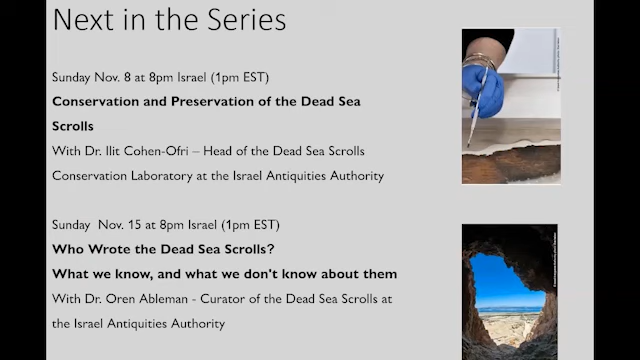 Next in the Series
Sunday Nov. 8 at 8pm Israel (1pm EST)
Conservation and Preservation of the Dead Sea
Scrolls
With Dr. Ilit Cohen-Ofri – Head of the Dead Sea Scrolls
Conservation Laboratory at the Israel Antiquities Authority
Sunday  Nov. 15 at 8pm Israel (1pm EST)
Who Wrote the Dead Sea Scrolls?
What we know, and what we don't know about them
With Dr. Oren Ableman - Curator of the Dead Sea Scrolls at
the Israel Antiquities Authority